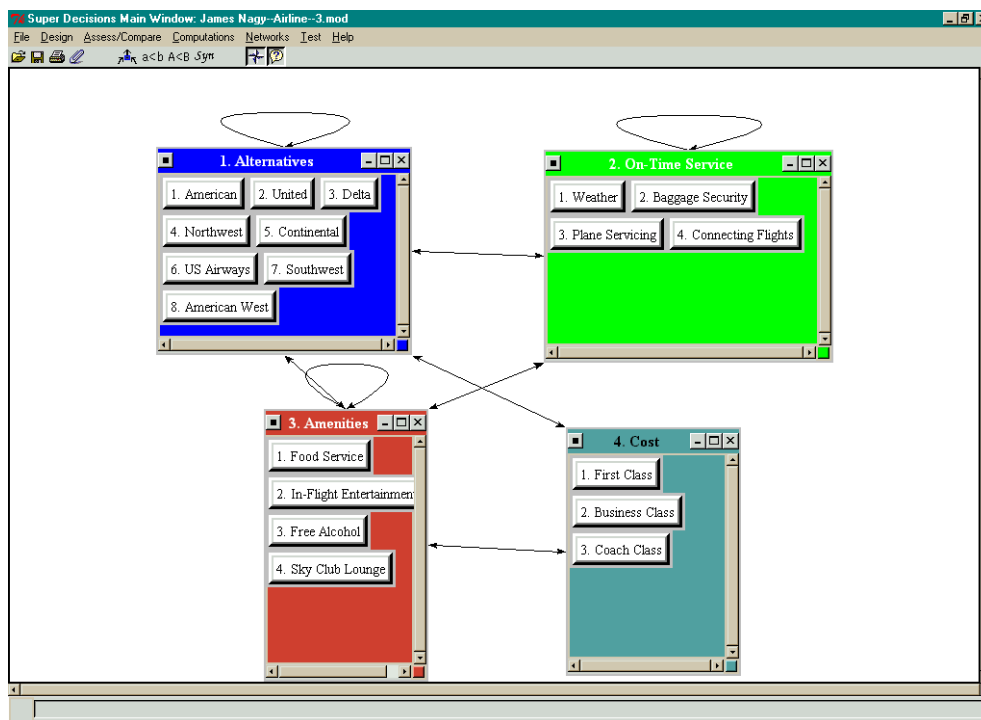 Super Decisions Main Window: James Nagy--Airline--3.mod
File Design Assess/Compare Computations Networks Test Help
a<b A<B Syn
1. Alternatives
1. American 2. United 3. Delta
4. Northwest 5. Continental
6. US Airways 7. Southwest
8. American West
2. On-Time Service
1. Weather 2. Baggage Security
3. Plane Servicing 4. Connecting Flights
3. Amenities
1. Food Service
2. In-Flight Entertainmen
3. Free Alcohol
4. Sky Club Lounge
4. Cost
1. First Class
2. Business Class
3. Coach Class